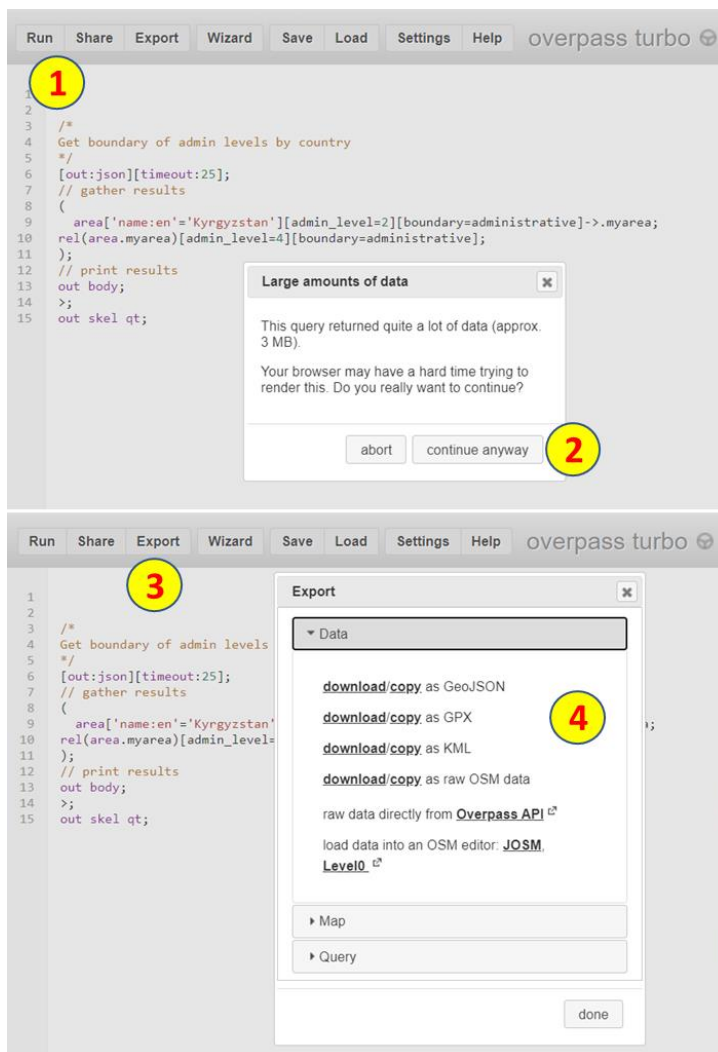 Run Share Export Wizard Save Load Settings Help overpass turbo
1
1
2
3 /*
4 Get boundary of admin levels by country
5 */
6 [out:json][timeout:25];
7 // gather results
8 (
9 area['name:en'='Kyrgyzstan'][admin_level=2][boundary=administrative]->.myarea;
10 rel(area.myarea)[admin_level=4][boundary=administrative];
11 );
12 // print results
13 out body;
14 >;
15 out skel qt;
Large amounts of data
This query returned quite a lot of data (approx.
3 MB).
Your browser may have a hard time trying to
render this. Do you really want to continue?
abort continue anyway
2
Run Share Export Wizard Save Load Settings Help overpass turbo
3
1
2
3 /*
4 Get boundary of admin levels
5 */
6 [out:json][timeout:25];
7 // gather results
8 (
9 area['name:en'='Kyrgyzstan' ;
10 rel(area.myarea)[admin_level=
11 );
12 // print results
13 out body;
14 >;
15 out skel qt;
Export
Data
download/copy as GeoJSON
download/copy as GPX
download/copy as KML
download/copy as raw OSM data
raw data directly from Overpass API
load data into an OSM editor: JOSM,
Level0
4
Map
Query
done